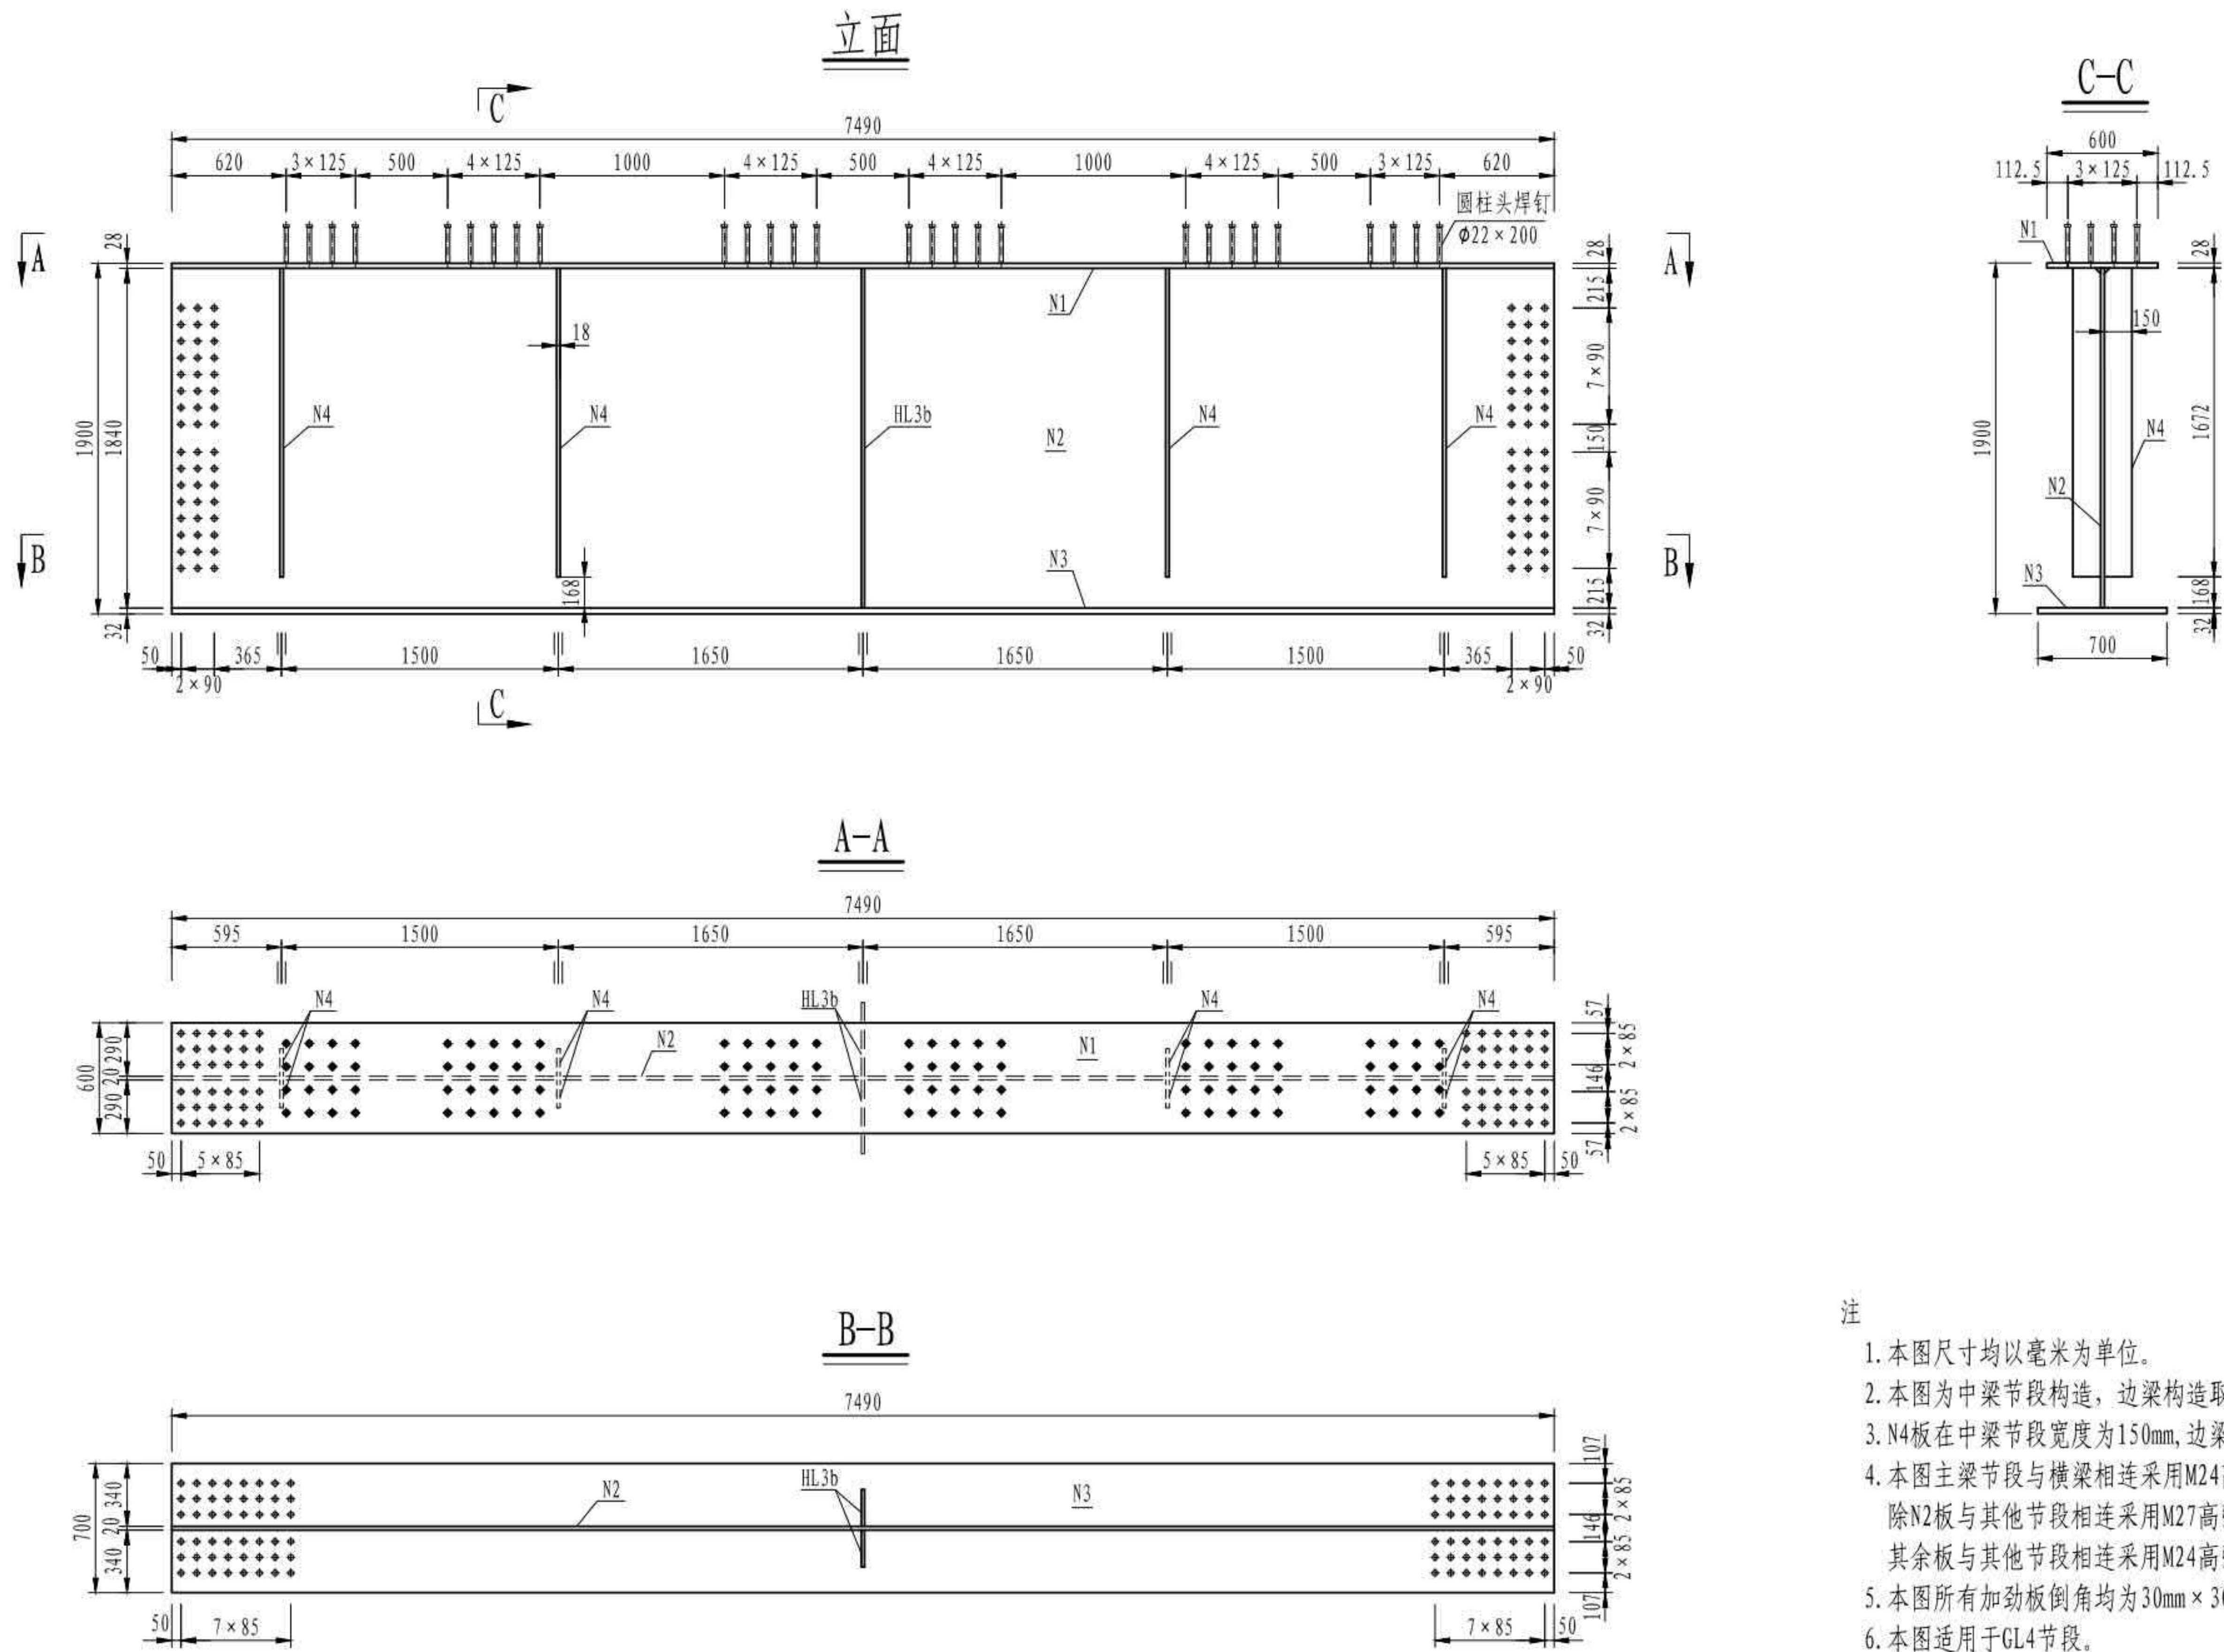 立面
C
7490
620 3×125 500 4×125 1000 4×125 500 4×125 1000 4×125 500 3×125 620
圆柱头焊钉
Φ22×200
A
A
28
1900
1840
32
18
N1
N4
N4
HL3b
N2
N4
N4
N3
168
B
B
28
215
7×90
150
7×90
215
32
50 365 1500 1650 1650 1500 365 50
2×90
2×90
C
C-C
600
112.5 3×125 112.5
N1
28
150
1900
1672
N4
N2
N3
168
32
700
A-A
7490
595 1500 1650 1650 1500 595
N4 N4 HL3b N4 N4
N2
N1
600
290
20
290
57
2×85
146
2×85
57
50 5×85
5×85 50
B-B
7490
N2
HL3b
N3
700
340
20
340
107
2×85
146
2×85
107
50 7×85
7×85 50
注
1.本图尺寸均以毫米为单位。
2.本图为中梁节段构造，边梁构造取
3.N4板在中梁节段宽度为150mm,边梁
4.本图主梁节段与横梁相连采用M24
除N2板与其他节段相连采用M27高
其余板与其他节段相连采用M24高
5.本图所有加劲板倒角均为30mm×3
6.本图适用于GL4节段。